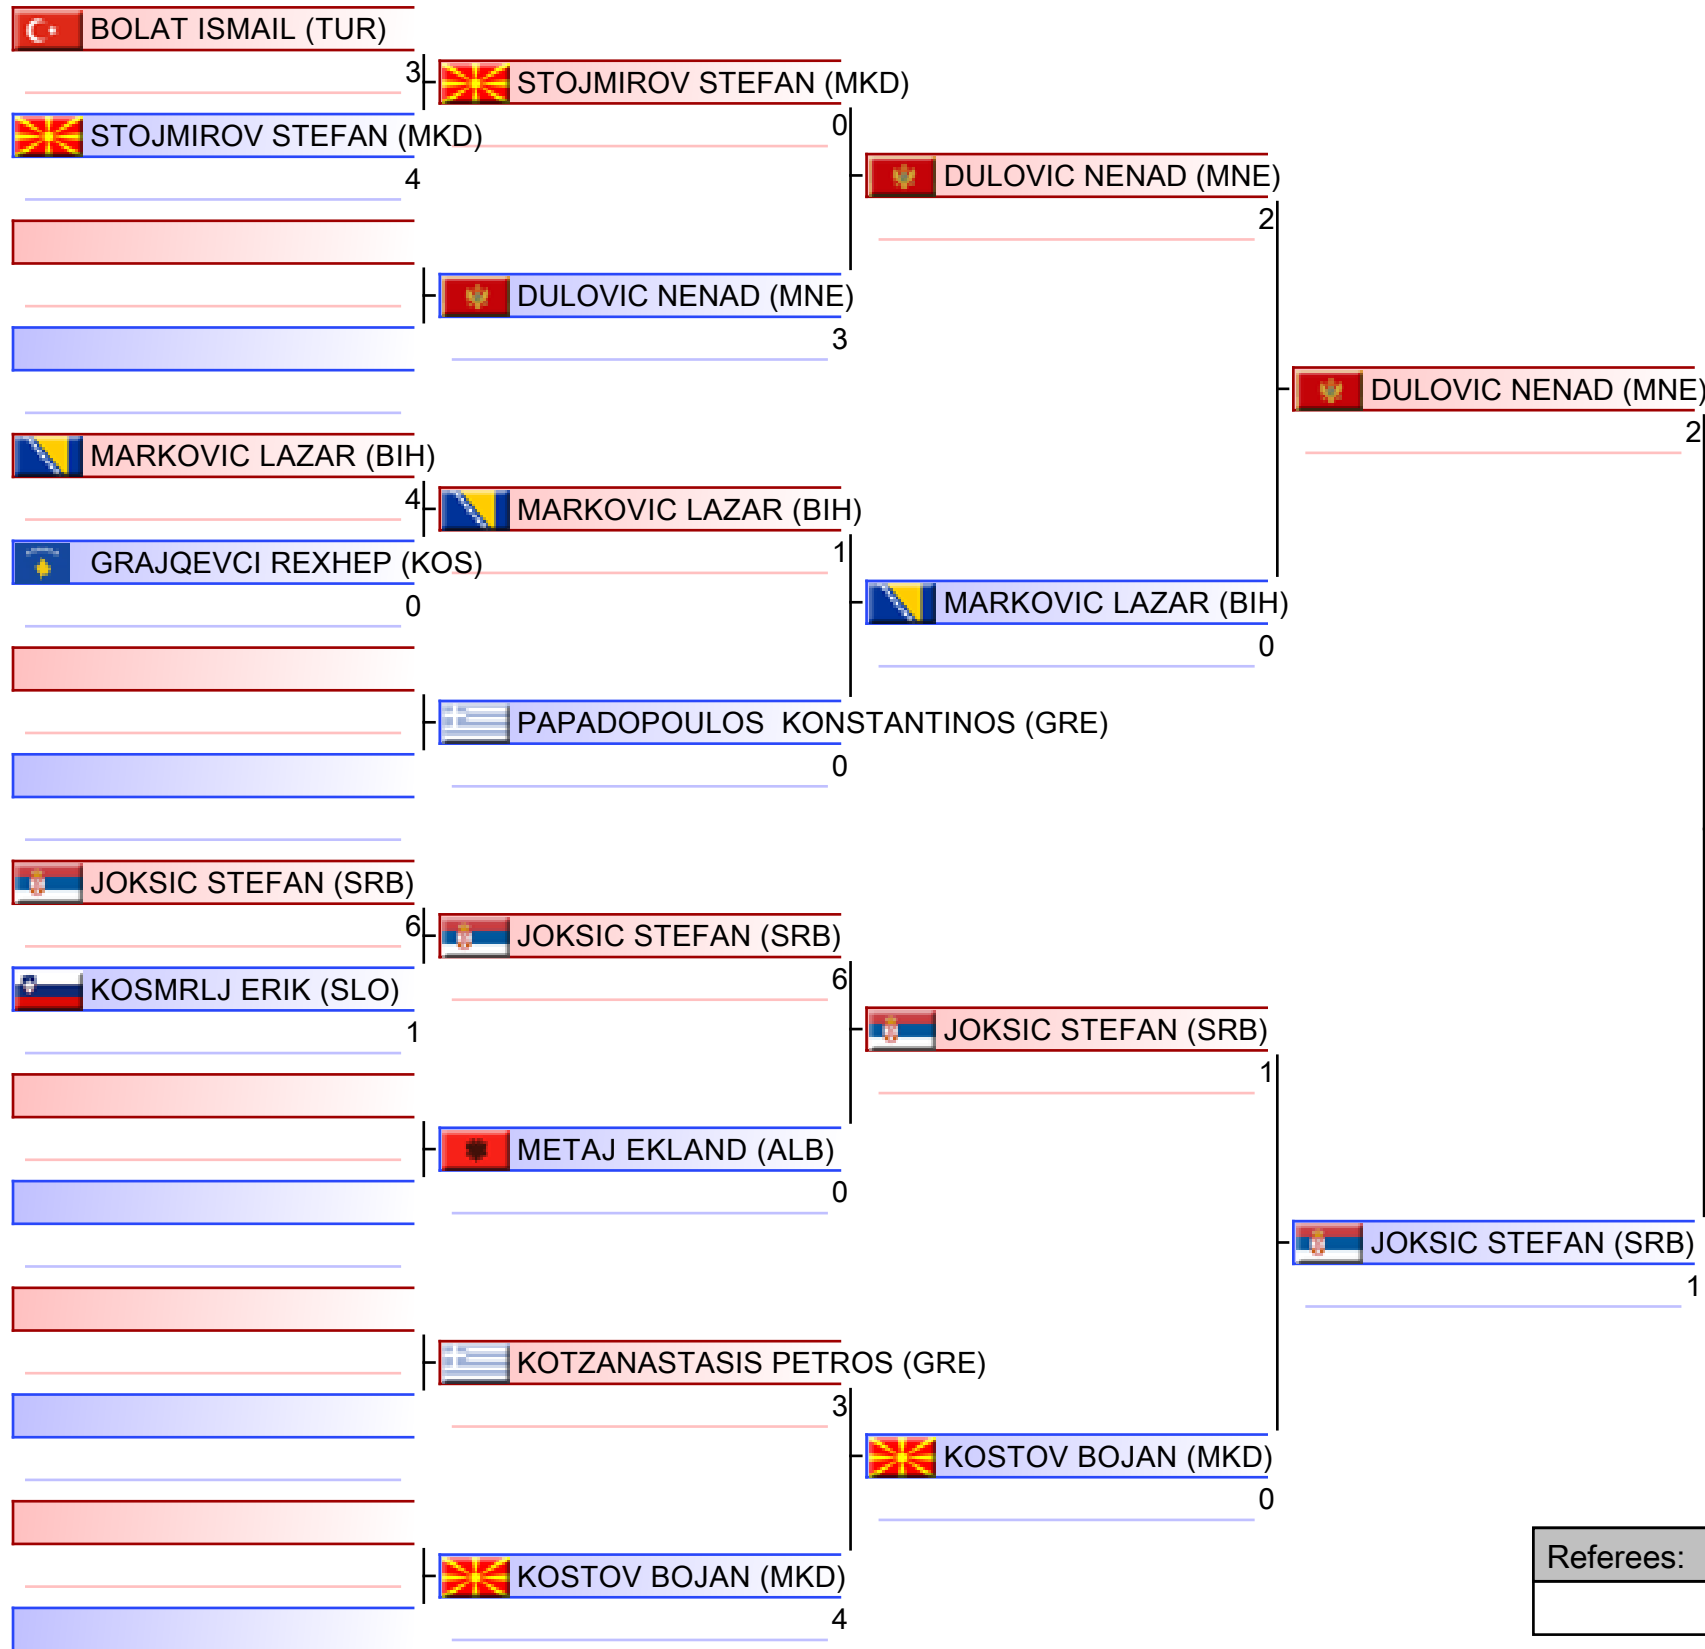 BOLAT ISMAIL (TUR)
3
STOJMIROV STEFAN (MKD)
4
MARKOVIC LAZAR (BIH)
4
GRAJQEVCI REXHEP (KOS)
0
JOKSIC STEFAN (SRB)
6
KOSMRLJ ERIK (SLO)
1
STOJMIROV STEFAN (MKD)
0
DULOVIC NENAD (MNE)
3
MARKOVIC LAZAR (BIH)
1
PAPADOPOULOS  KONSTANTINOS (GRE)
0
JOKSIC STEFAN (SRB)
6
METAJ EKLAND (ALB)
0
KOTZANASTASIS PETROS (GRE)
3
KOSTOV BOJAN (MKD)
4
DULOVIC NENAD (MNE)
2
MARKOVIC LAZAR (BIH)
0
JOKSIC STEFAN (SRB)
1
KOSTOV BOJAN (MKD)
0
DULOVIC NENAD (MNE)
2
JOKSIC STEFAN (SRB)
1
Referees: